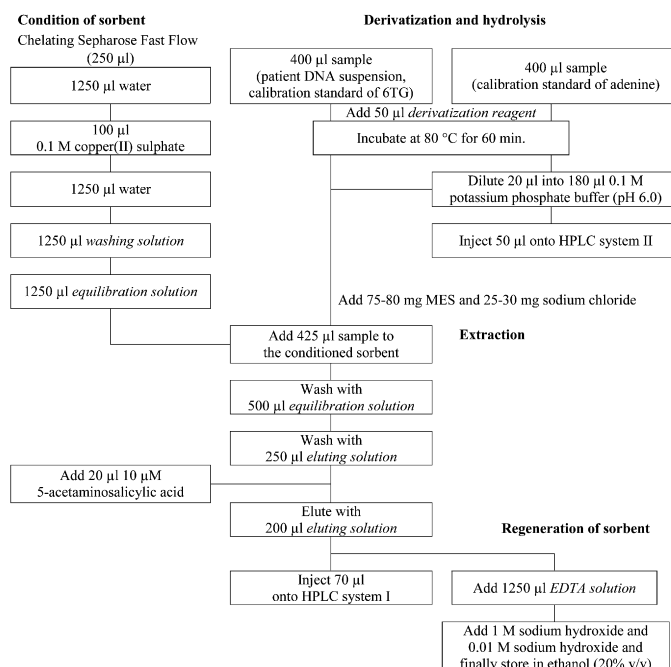 Condition of sorbent
Chelating Sepharose Fast Flow
(250 µl)
1250 µl water
100 µl
0.1 M copper(II) sulphate
1250 µl water
1250 µl washing solution
1250 µl equilibration solution
Derivatization and hydrolysis
400 µl sample
(patient DNA suspension,
calibration standard of 6TG)
400 µl sample
(calibration standard of adenine)
Add 50 µl derivatization reagent
Incubate at 80 °C for 60 min.
Dilute 20 µl into 180 µl 0.1 M
potassium phosphate buffer (pH 6.0)
Inject 50 µl onto HPLC system II
Add 75-80 mg MES and 25-30 mg sodium chloride
Extraction
Add 425 µl sample to
the conditioned sorbent
Wash with
500 µl equilibration solution
Wash with
250 µl eluting solution
Add 20 µl 10 µM
5-acetaminosalicylic acid
Elute with
200 µl eluting solution
Inject 70 µl
onto HPLC system I
Regeneration of sorbent
Add 1250 µl EDTA solution
Add 1 M sodium hydroxide and
0.01 M sodium hydroxide and
finally store in ethanol (20% v/v)